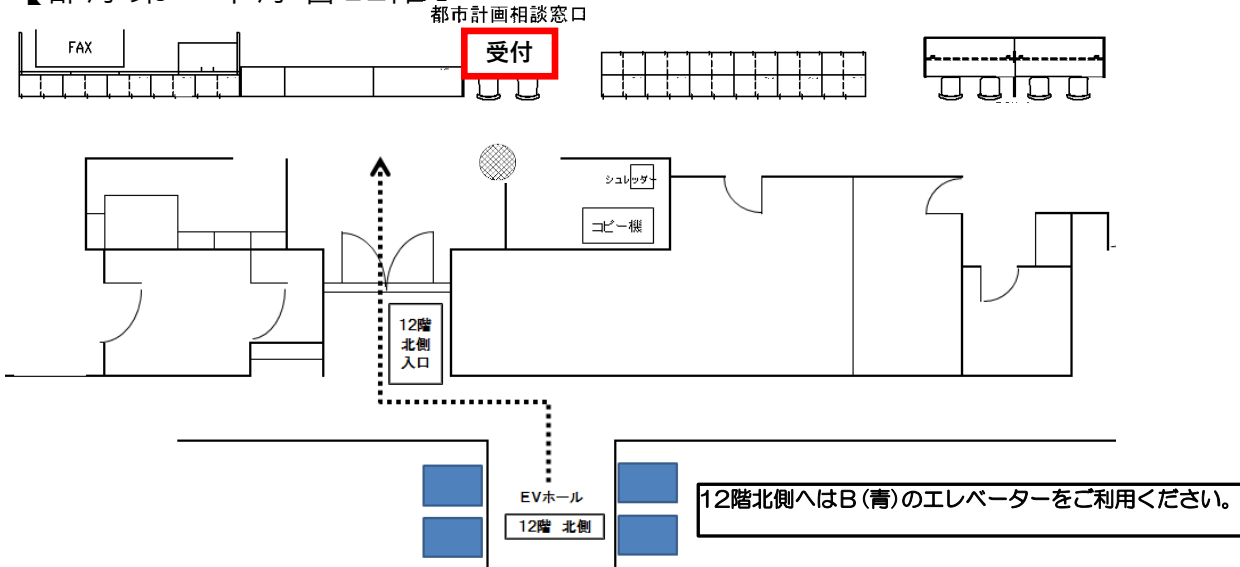 都市計画相談窓口
FAX
受付
シュレッダー
コピー機
12階
北側
入口
EVホール
12階 北側
12階北側へはB(青)のエレベーターをご利用ください。